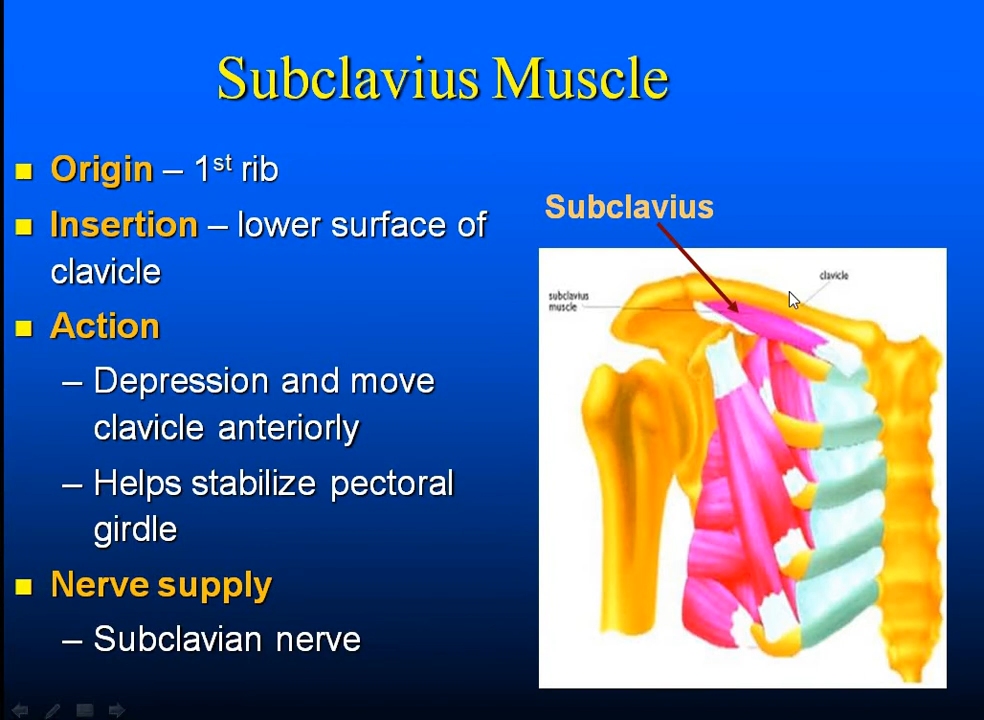 Subclavius Muscle
Origin – 1st rib
Insertion – lower surface of
clavicle
Action
– Depression and move
clavicle anteriorly
– Helps stabilize pectoral
girdle
Nerve supply
– Subclavian nerve
Subclavius
clavicle
subclavius
muscle